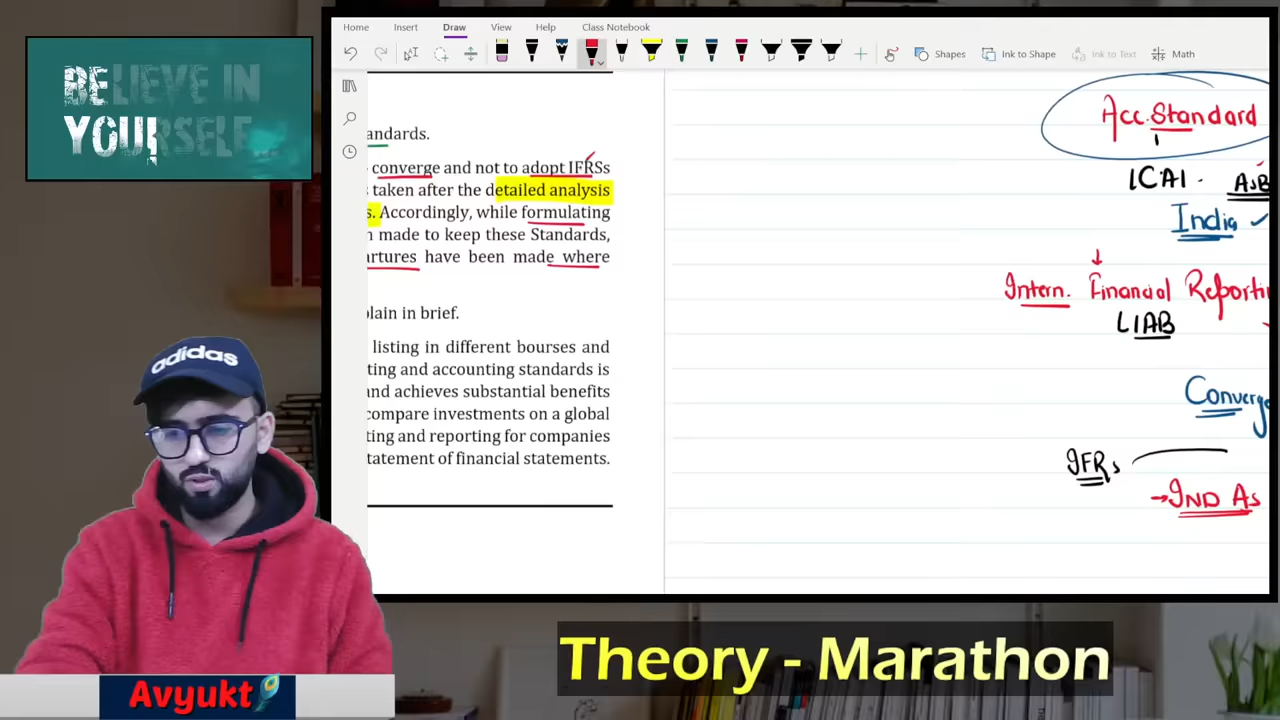 BELIEVE IN
YOURSELF
Home Insert Draw View Help Class Notebook
Shapes Ink to Shape Ink to Text Math
andards.
converge and not to adopt IFRSs
taken after the detailed analysis
s. Accordingly, while formulating
n made to keep these Standards,
artures have been made where
plain in brief.
listing in different bourses and
ting and accounting standards is
and achieves substantial benefits
compare investments on a global
ting and reporting for companies
tatement of financial statements.
Acc. Standard
ICAI. ASB
India
Intern. Financial Reporti
LIAB
Converge
IFRs
IND As
adidas
Theory - Marathon
Avyukt